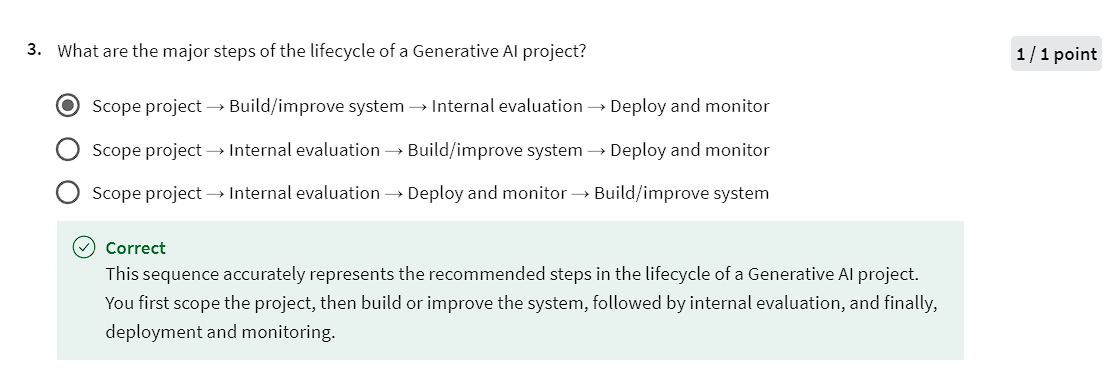 3. What are the major steps of the lifecycle of a Generative AI project?
1 / 1 point
Scope project → Build/improve system → Internal evaluation → Deploy and monitor
Scope project → Internal evaluation → Build/improve system → Deploy and monitor
Scope project → Internal evaluation → Deploy and monitor → Build/improve system
Correct
This sequence accurately represents the recommended steps in the lifecycle of a Generative AI project.
You first scope the project, then build or improve the system, followed by internal evaluation, and finally,
deployment and monitoring.